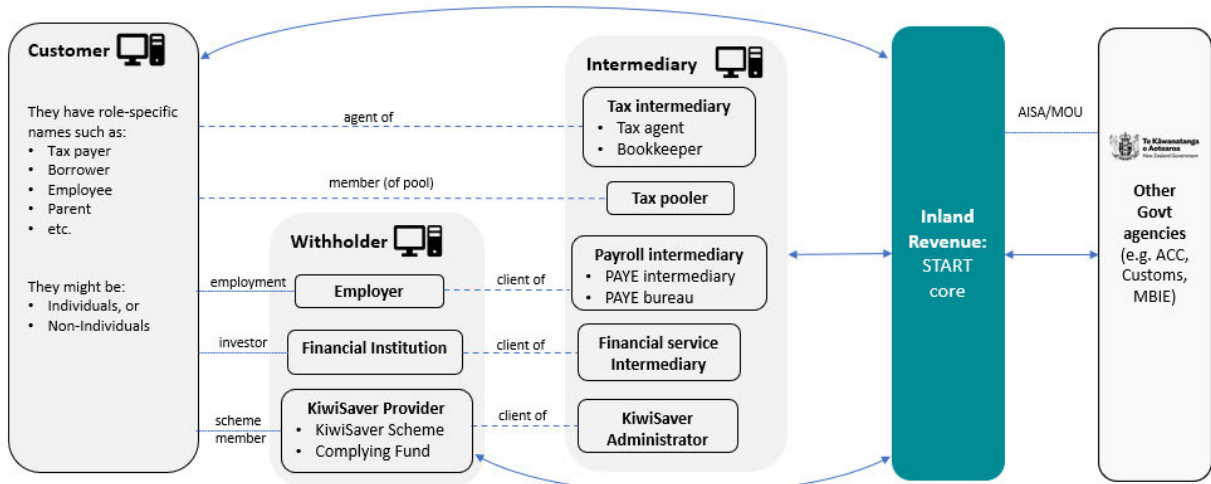 Customer
They have role-specific
names such as:
• Tax payer
• Borrower
• Employee
• Parent
• etc.
They might be:
• Individuals, or
• Non-Individuals
agent of
member (of pool)
employment
investor
scheme
member
Withholder
Employer
Financial Institution
KiwiSaver Provider
• KiwiSaver Scheme
• Complying Fund
client of
client of
client of
Intermediary
Tax intermediary
• Tax agent
• Bookkeeper
Tax pooler
Payroll intermediary
• PAYE intermediary
• PAYE bureau
Financial service
Intermediary
KiwiSaver
Administrator
Inland
Revenue:
START
core
AISA/MOU
Te Kāwanatanga
o Aotearoa
New Zealand Government
Other
Govt
agencies
(e.g. ACC,
Customs,
MBIE)